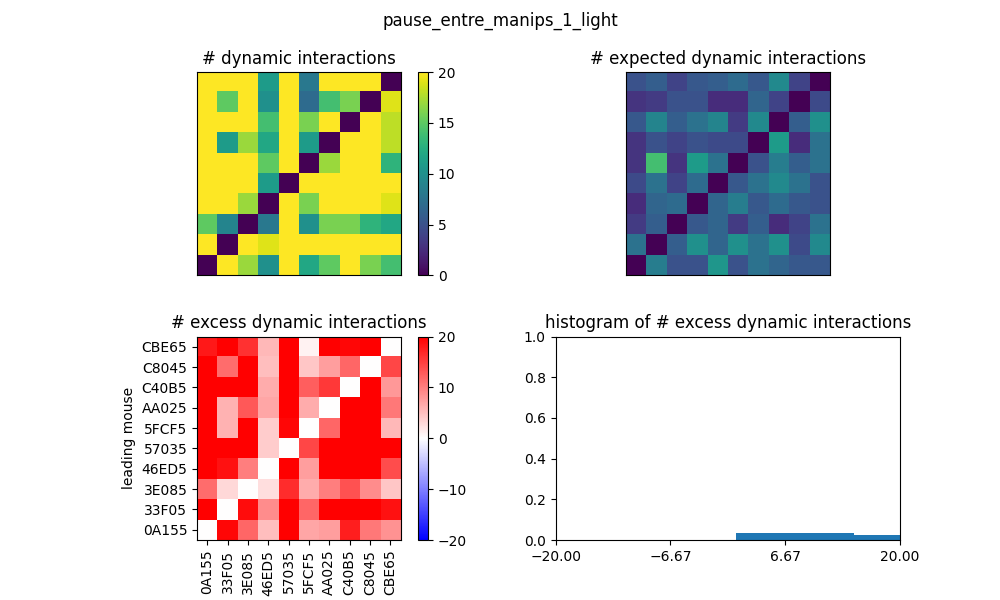 pause_entre_manips_1_light
# dynamic interactions
# expected dynamic interactions
20
15
10
5
0
# excess dynamic interactions
histogram of # excess dynamic interactions
leading mouse
CBE65
C8045
C40B5
AA025
5FCF5
57035
46ED5
3E085
33F05
0A155
0A155
33F05
3E085
46ED5
57035
5FCF5
AA025
C40B5
C8045
CBE65
20
10
0
−10
−20
1.0
0.8
0.6
0.4
0.2
0.0
−20.00 −6.67 6.67 20.00